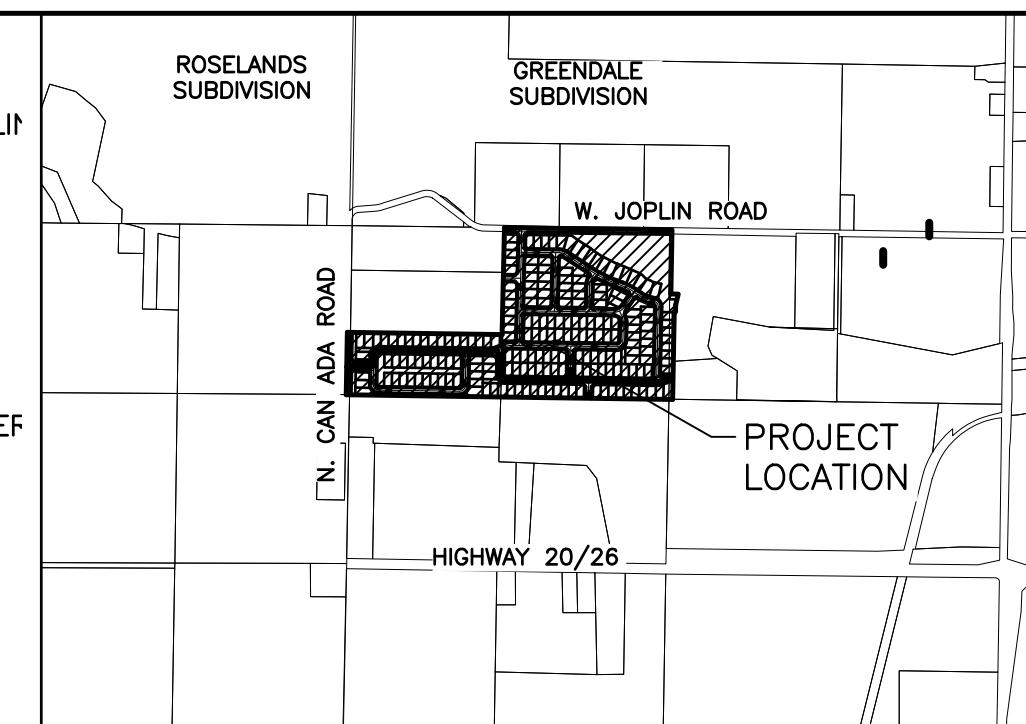 ROSELANDS
SUBDIVISION
GREENDALE
SUBDIVISION
W. JOPLIN ROAD
N. CAN ADA ROAD
PROJECT
LOCATION
HIGHWAY 20/26